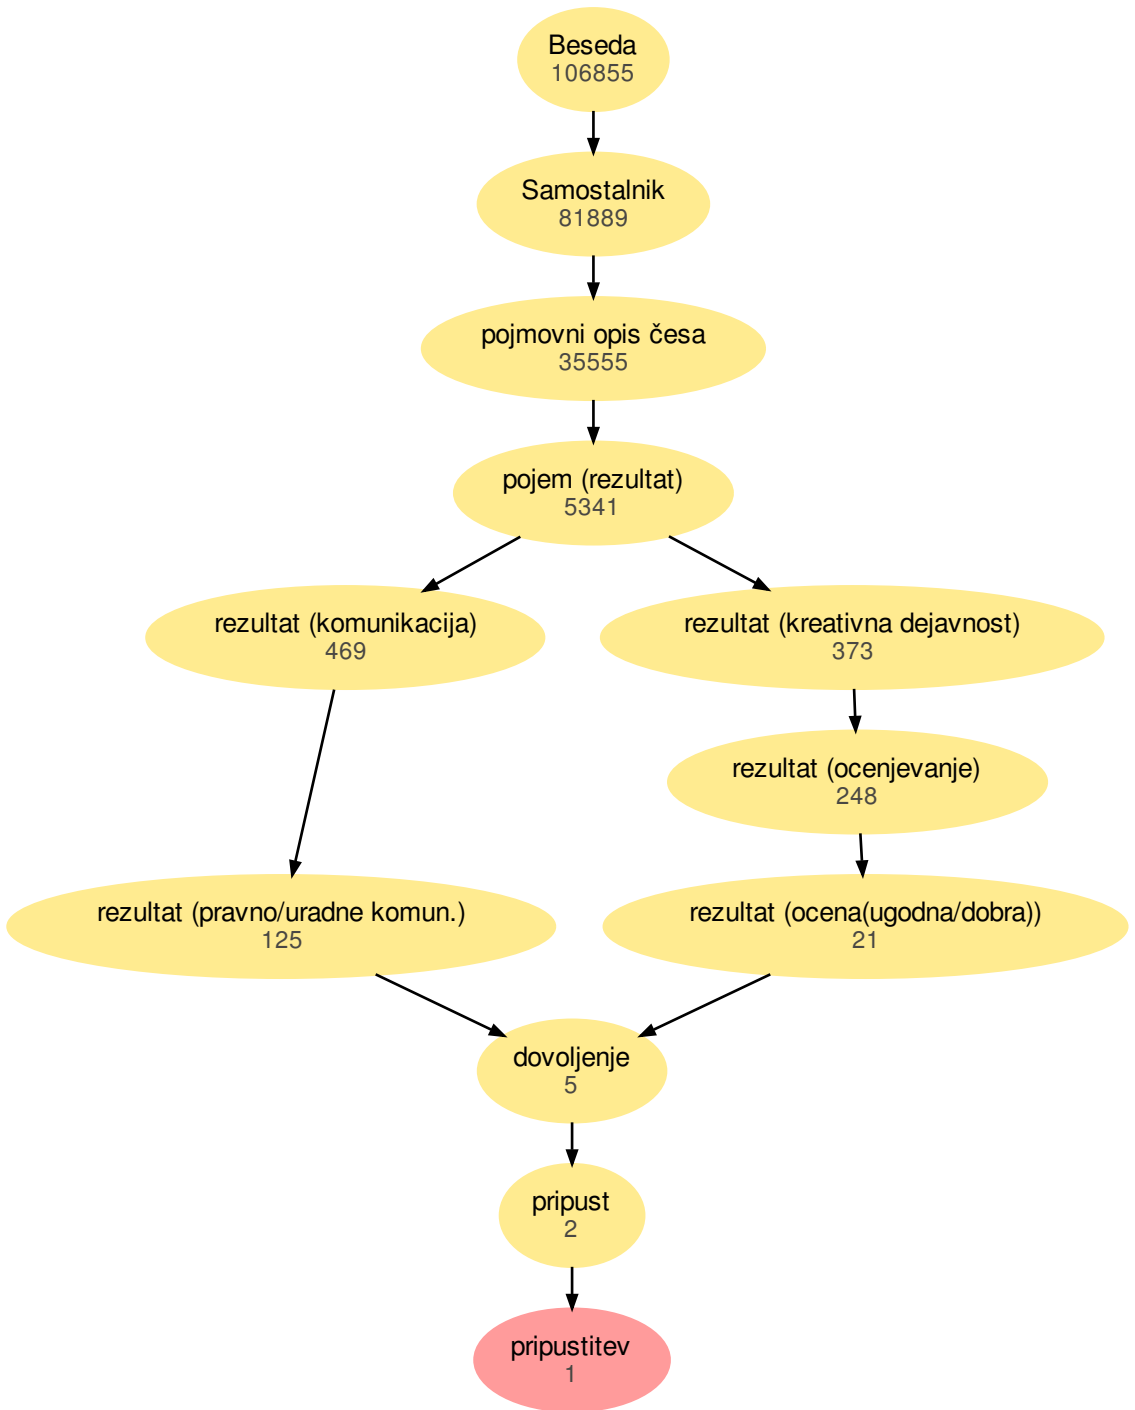 Beseda
106855
Samostalnik
81889
pojmovni opis česa
35555
pojem (rezultat)
5341
rezultat (komunikacija)
469
rezultat (kreativna dejavnost)
373
rezultat (ocenjevanje)
248
rezultat (pravno/uradne komun.)
125
rezultat (ocena(ugodna/dobra))
21
dovoljenje
5
pripust
2
pripustitev
1